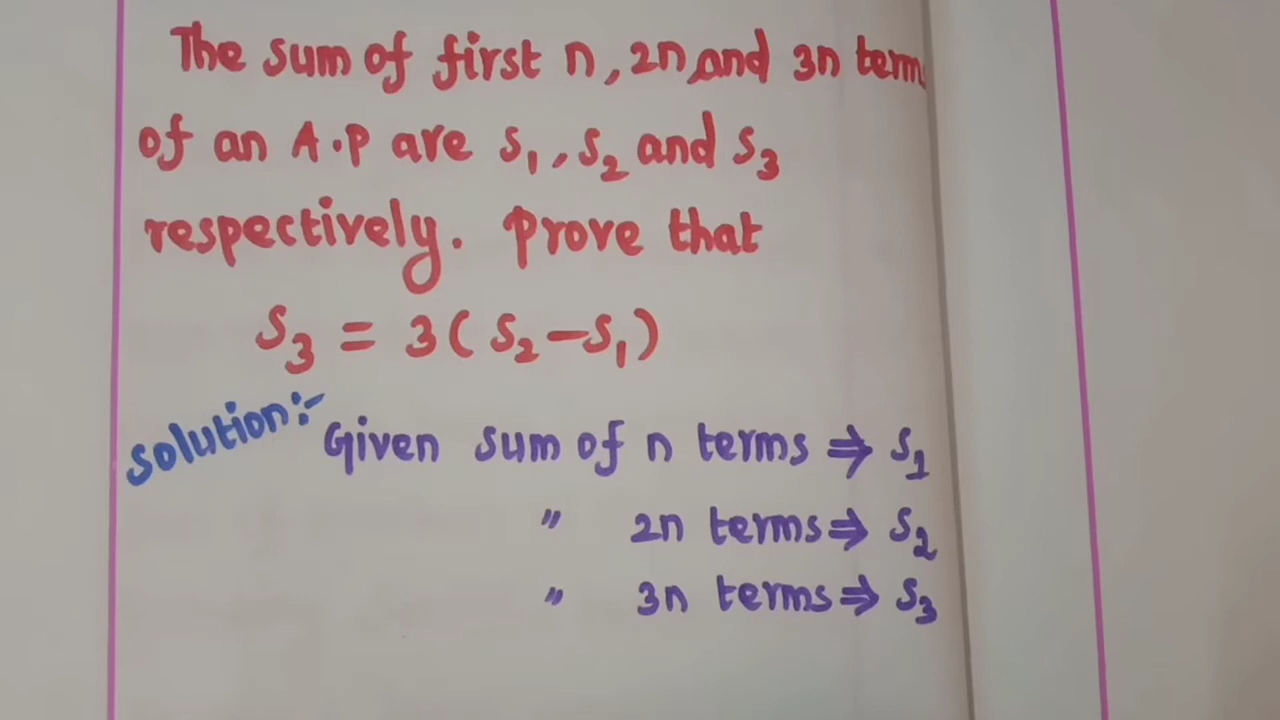 The sum of first n, 2n, and 3n term
of an A.P are S₁, S₂ and S₃
respectively. Prove that
S₃ = 3(S₂-S₁)
Solution:- Given sum of n terms ⇒ S₁
" 2n terms ⇒ S₂
" 3n terms ⇒ S₃